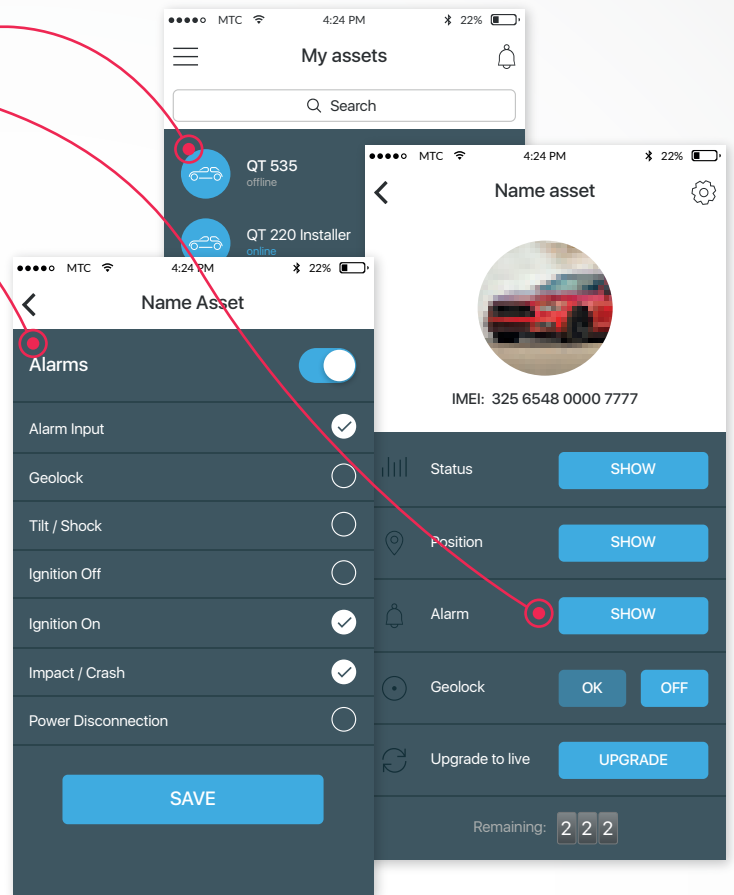 MTC 4:24 PM 22%
My assets
Search
QT 535
offline
QT 220 Installer
online
MTC 4:24 PM 22%
Name asset
IMEI: 325 6548 0000 7777
Status SHOW
Position SHOW
Alarm SHOW
Geolock OK OFF
Upgrade to live UPGRADE
Remaining: 2 2 2
MTC 4:24 PM 22%
Name Asset
Alarms
Alarm Input
Geolock
Tilt / Shock
Ignition Off
Ignition On
Impact / Crash
Power Disconnection
SAVE